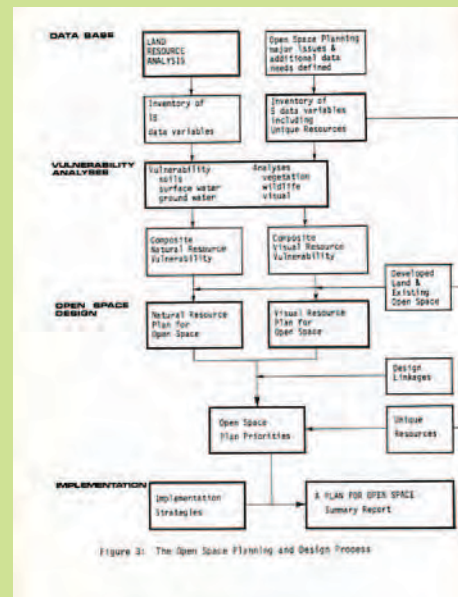 DATA BASE
LAND
RESOURCE
ANALYSIS
Open Space Planning
major issues &
additional data
needs defined
Inventory of
18
data variables
Inventory of
5 data variables
including
Unique Resources
VULNERABILITY
ANALYSES
Vulnerability Analyses
soils vegetation
surface water wildlife
ground water visual
Composite
Natural Resource
Vulnerability
Composite
Visual Resource
Vulnerability
Developed
Land &
Existing
Open Space
OPEN SPACE
DESIGN
Natural Resource
Plan for
Open Space
Visual Resource
Plan for
Open Space
Design
Linkages
Open Space
Plan Priorities
Unique
Resources
IMPLEMENTATION
Implementation
Strategies
A PLAN FOR OPEN SPACE
Summary Report
Figure 3: The Open Space Planning and Design Process